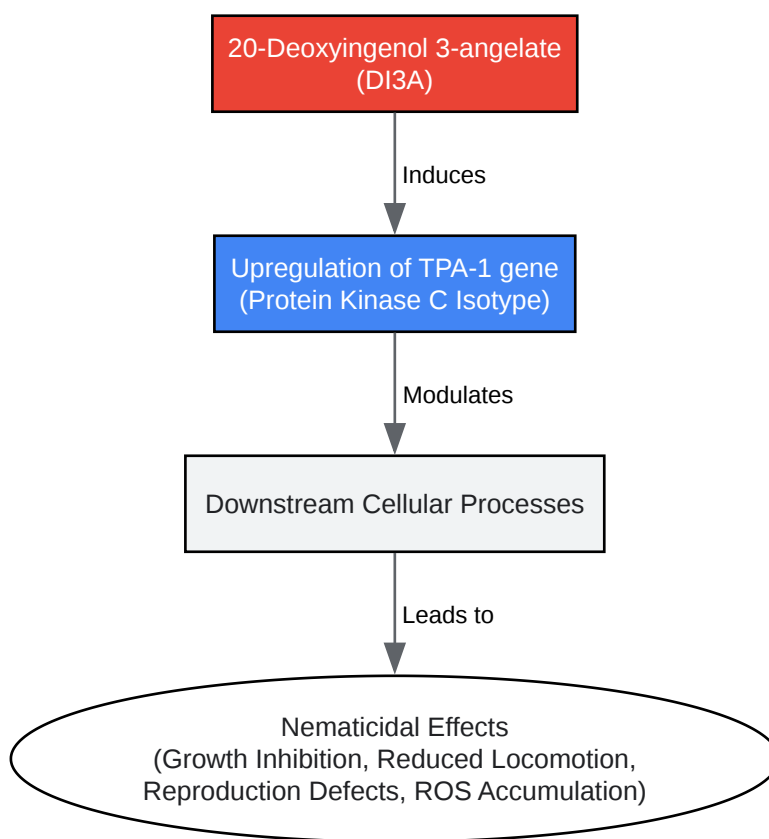 20-Deoxyingenol 3-angelate
(DI3A)
Induces
Upregulation of TPA-1 gene
(Protein Kinase C Isotype)
Modulates
Downstream Cellular Processes
Leads to
Nematicidal Effects
(Growth Inhibition, Reduced Locomotion,
Reproduction Defects, ROS Accumulation)